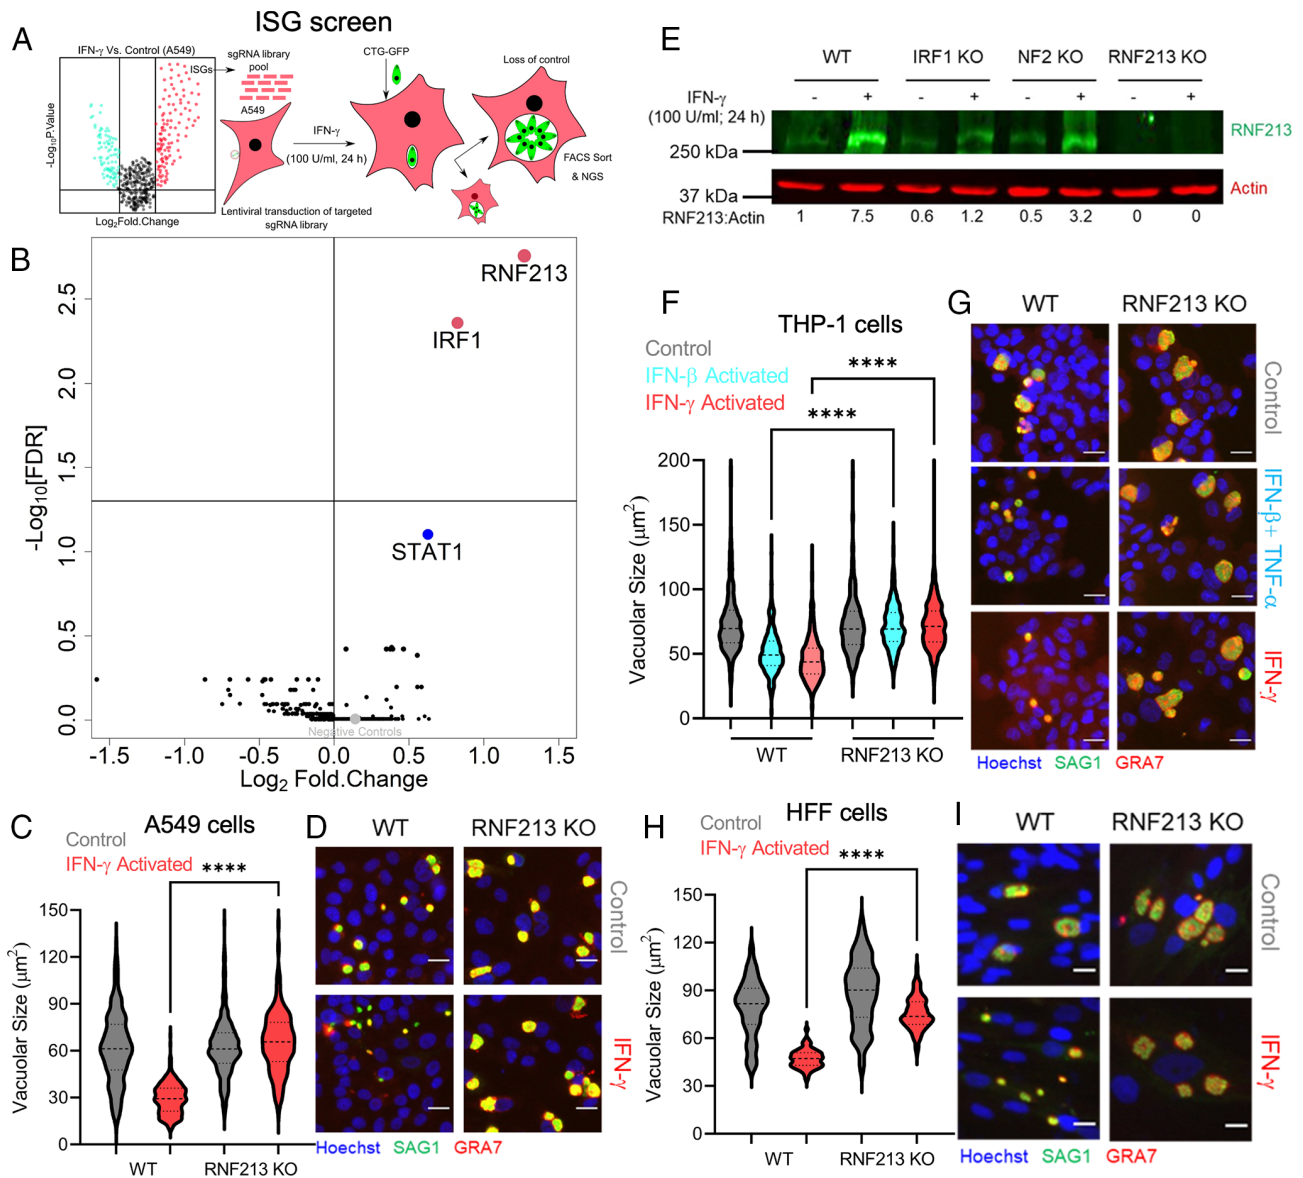 ISG screen
A
IFN-γ Vs. Control (A549)
-Log10P.Value
Log2Fold.Change
ISGs
sgRNA library
pool
A549
Lentiviral transduction of targeted
sgRNA library
IFN-γ
(100 U/ml, 24 h)
CTG-GFP
Loss of control
FACS Sort
& NGS
B
-Log10[FDR]
2.5
2.0
1.5
1.0
0.5
0.0
RNF213
IRF1
STAT1
Negative Controls
-1.5 -1.0 -0.5 0.0 0.5 1.0 1.5
Log2 Fold.Change
C
A549 cells
Control
IFN-γ Activated
****
Vacuolar Size (μm2)
150
120
90
60
30
0
WT RNF213 KO
D
WT RNF213 KO
Control
IFN-γ
Hoechst SAG1 GRA7
E
WT IRF1 KO NF2 KO RNF213 KO
IFN-γ - + - + - + - +
(100 U/ml; 24 h)
RNF213
250 kDa
37 kDa
Actin
RNF213:Actin 1 7.5 0.6 1.2 0.5 3.2 0 0
F
THP-1 cells
Control
IFN-β Activated
IFN-γ Activated
****
****
Vacuolar Size (μm2)
200
150
100
50
0
WT RNF213 KO
G
WT RNF213 KO
Control
IFN-β+ TNF-α
IFN-γ
Hoechst SAG1 GRA7
H
HFF cells
Control
IFN-γ Activated
****
Vacuolar Size (μm2)
150
120
90
60
30
0
WT RNF213 KO
I
WT RNF213 KO
Control
IFN-γ
Hoechst SAG1 GRA7